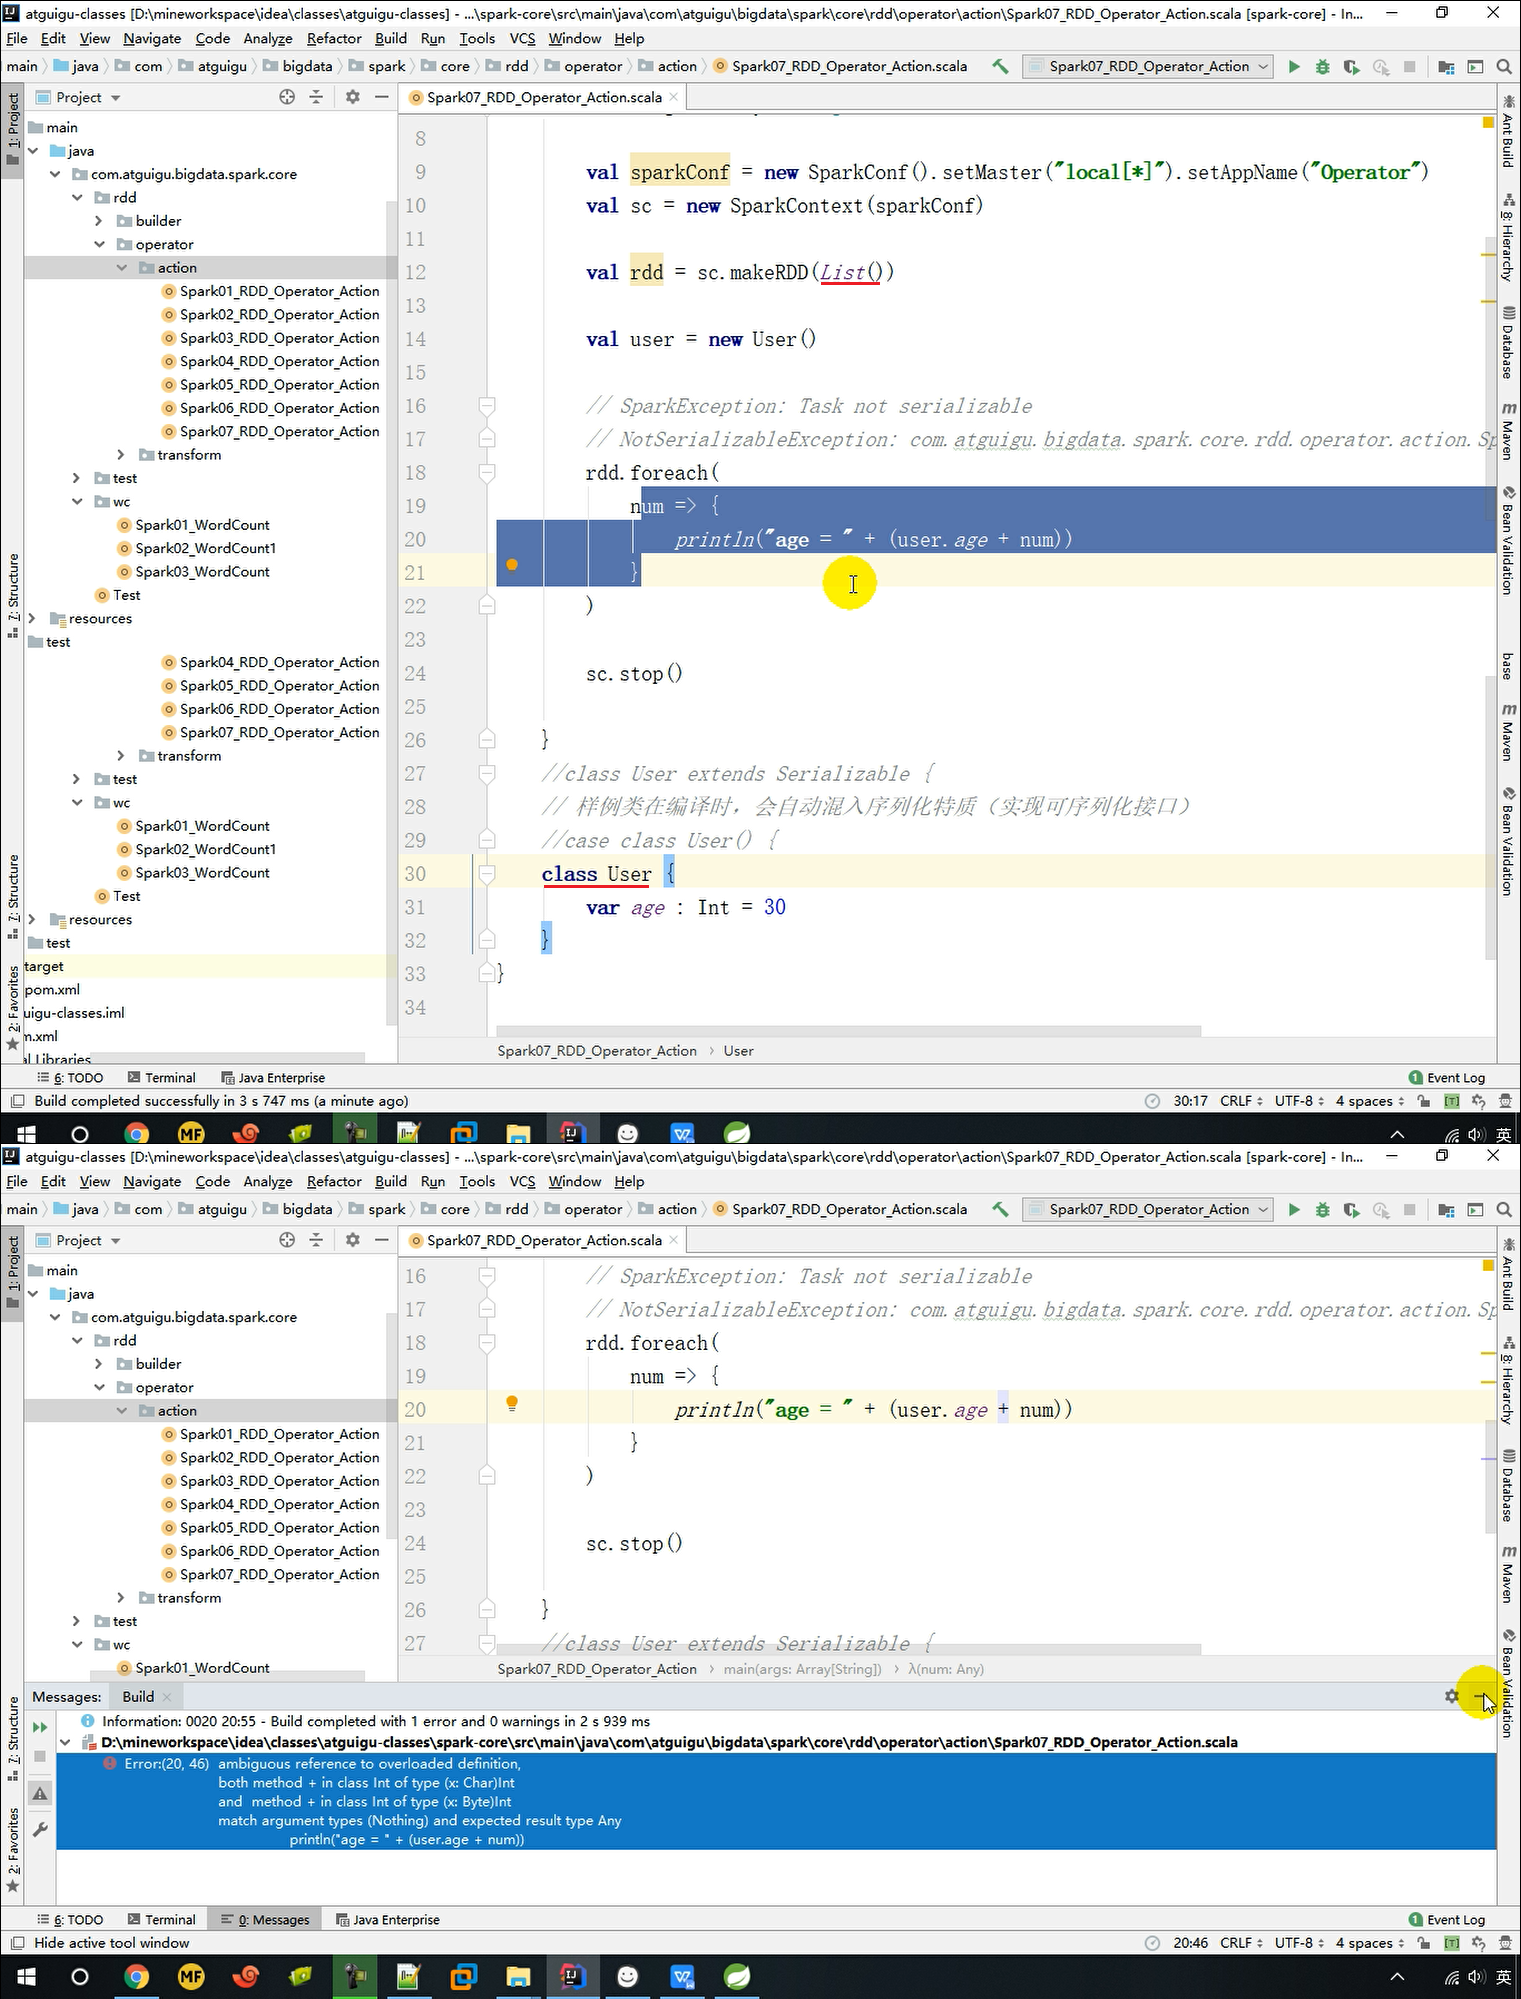 atguigu-classes [D:\mineworkspace\idea\classes\atguigu-classes] - ...\spark-core\src\main\java\com\atguigu\bigdata\spark\core\rdd\operator\action\Spark07_RDD_Operator_Action.scala [spark-core] - In...
File Edit View Navigate Code Analyze Refactor Build Run Tools VCS Window Help
main java com atguigu bigdata spark core rdd operator action Spark07_RDD_Operator_Action.scala Spark07_RDD_Operator_Action
1: Project
7: Structure
Project
main
java
com.atguigu.bigdata.spark.core
rdd
builder
operator
action
Spark01_RDD_Operator_Action
Spark02_RDD_Operator_Action
Spark03_RDD_Operator_Action
Spark04_RDD_Operator_Action
Spark05_RDD_Operator_Action
Spark06_RDD_Operator_Action
Spark07_RDD_Operator_Action
transform
test
wc
Spark01_WordCount
Spark02_WordCount1
Spark03_WordCount
Test
resources
test
Spark04_RDD_Operator_Action
Spark05_RDD_Operator_Action
Spark06_RDD_Operator_Action
Spark07_RDD_Operator_Action
transform
test
wc
Spark01_WordCount
Spark02_WordCount1
Spark03_WordCount
Test
resources
test
target
pom.xml
uigu-classes.iml
m.xml
al Libraries
7: Structure
2: Favorites
Spark07_RDD_Operator_Action.scala
8
9 val sparkConf = new SparkConf().setMaster("local[*]").setAppName("Operator")
10 val sc = new SparkContext(sparkConf)
11
12 val rdd = sc.makeRDD(List())
13
14 val user = new User()
15
16 // SparkException: Task not serializable
17 // NotSerializableException: com.atguigu.bigdata.spark.core.rdd.operator.action.Sp
18 rdd.foreach(
19 num => {
20 println("age = " + (user.age + num))
21 }
22 )
23
24 sc.stop()
25
26 }
27 //class User extends Serializable {
28 // 样例类在编译时，会自动混入序列化特质（实现可序列化接口）
29 //case class User() {
30 class User {
31 var age : Int = 30
32 }
33 }
34
Spark07_RDD_Operator_Action User
Ant Build
8: Hierarchy
Database
Maven
Bean Validation
base
Maven
Bean Validation
6: TODO Terminal Java Enterprise 1 Event Log
Build completed successfully in 3 s 747 ms (a minute ago) 30:17 CRLF UTF-8 4 spaces
英
atguigu-classes [D:\mineworkspace\idea\classes\atguigu-classes] - ...\spark-core\src\main\java\com\atguigu\bigdata\spark\core\rdd\operator\action\Spark07_RDD_Operator_Action.scala [spark-core] - In...
File Edit View Navigate Code Analyze Refactor Build Run Tools VCS Window Help
main java com atguigu bigdata spark core rdd operator action Spark07_RDD_Operator_Action.scala Spark07_RDD_Operator_Action
1: Project
Project
main
java
com.atguigu.bigdata.spark.core
rdd
builder
operator
action
Spark01_RDD_Operator_Action
Spark02_RDD_Operator_Action
Spark03_RDD_Operator_Action
Spark04_RDD_Operator_Action
Spark05_RDD_Operator_Action
Spark06_RDD_Operator_Action
Spark07_RDD_Operator_Action
transform
test
wc
Spark01_WordCount
Spark07_RDD_Operator_Action.scala
16 // SparkException: Task not serializable
17 // NotSerializableException: com.atguigu.bigdata.spark.core.rdd.operator.action.Sp
18 rdd.foreach(
19 num => {
20 println("age = " + (user.age + num))
21 }
22 )
23
24 sc.stop()
25
26 }
27 //class User extends Serializable {
Spark07_RDD_Operator_Action main(args: Array[String]) λ(num: Any)
Ant Build
8: Hierarchy
Database
Maven
Bean Validation
Messages: Build
7: Structure
2: Favorites
Information: 0020 20:55 - Build completed with 1 error and 0 warnings in 2 s 939 ms
D:\mineworkspace\idea\classes\atguigu-classes\spark-core\src\main\java\com\atguigu\bigdata\spark\core\rdd\operator\action\Spark07_RDD_Operator_Action.scala
Error:(20, 46) ambiguous reference to overloaded definition,
both method + in class Int of type (x: Char)Int
and method + in class Int of type (x: Byte)Int
match argument types (Nothing) and expected result type Any
println("age = " + (user.age + num))
6: TODO Terminal 0: Messages Java Enterprise 1 Event Log
Hide active tool window 20:46 CRLF UTF-8 4 spaces
英